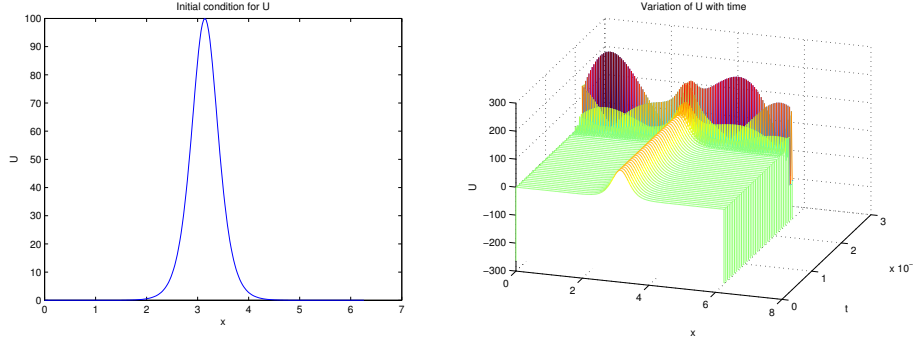 Initial condition for U
100
90
80
70
60
50
40
30
20
10
0
U
0 1 2 3 4 5 6 7
x
Variation of U with time
300
200
100
0
−100
−200
−300
U
0 2 4 6 8
x
0 1 2 3
t
x 10⁻